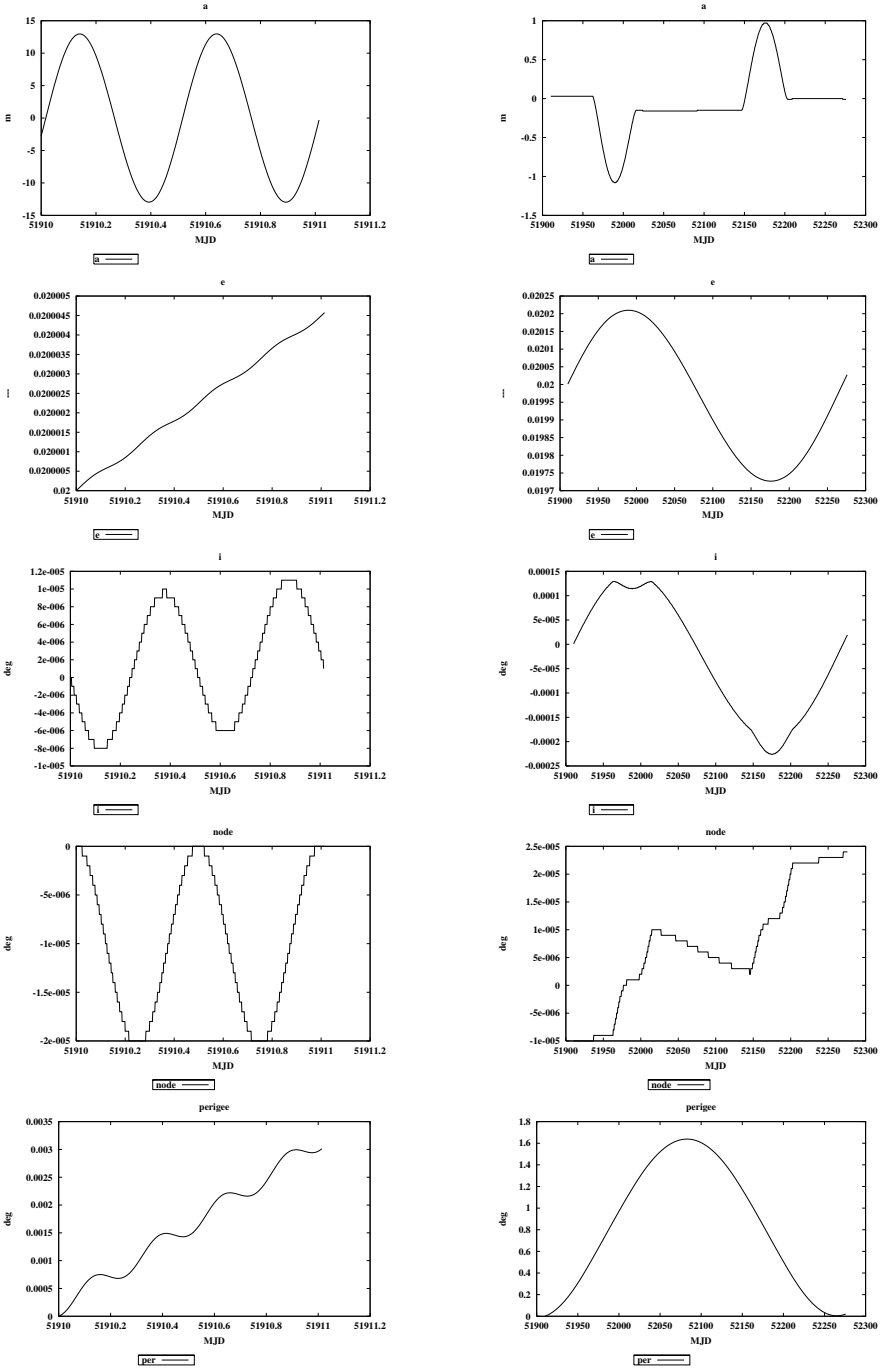 a
15
10
5
0
-5
-10
-15
m
51910 51910.2 51910.4 51910.6 51910.8 51911 51911.2
MJD
a
a
1
0.5
0
-0.5
-1
-1.5
m
51900 51950 52000 52050 52100 52150 52200 52250 52300
MJD
a
e
0.020005
0.0200045
0.020004
0.0200035
0.020003
0.0200025
0.020002
0.0200015
0.020001
0.0200005
0.02
---
51910 51910.2 51910.4 51910.6 51910.8 51911 51911.2
MJD
e
e
0.02025
0.0202
0.02015
0.0201
0.02005
0.02
0.01995
0.0199
0.01985
0.0198
0.01975
0.0197
---
51900 51950 52000 52050 52100 52150 52200 52250 52300
MJD
e
i
1.2e-005
1e-005
8e-006
6e-006
4e-006
2e-006
0
-2e-006
-4e-006
-6e-006
-8e-006
-1e-005
deg
51910 51910.2 51910.4 51910.6 51910.8 51911 51911.2
MJD
i
i
0.00015
0.0001
5e-005
0
-5e-005
-0.0001
-0.00015
-0.0002
-0.00025
deg
51900 51950 52000 52050 52100 52150 52200 52250 52300
MJD
i
node
0
-5e-006
-1e-005
-1.5e-005
-2e-005
deg
51910 51910.2 51910.4 51910.6 51910.8 51911 51911.2
MJD
node
node
2.5e-005
2e-005
1.5e-005
1e-005
5e-006
0
-5e-006
-1e-005
deg
51900 51950 52000 52050 52100 52150 52200 52250 52300
MJD
node
perigee
0.0035
0.003
0.0025
0.002
0.0015
0.001
0.0005
0
deg
51910 51910.2 51910.4 51910.6 51910.8 51911 51911.2
MJD
per
perigee
1.8
1.6
1.4
1.2
1
0.8
0.6
0.4
0.2
0
deg
51900 51950 52000 52050 52100 52150 52200 52250 52300
MJD
per